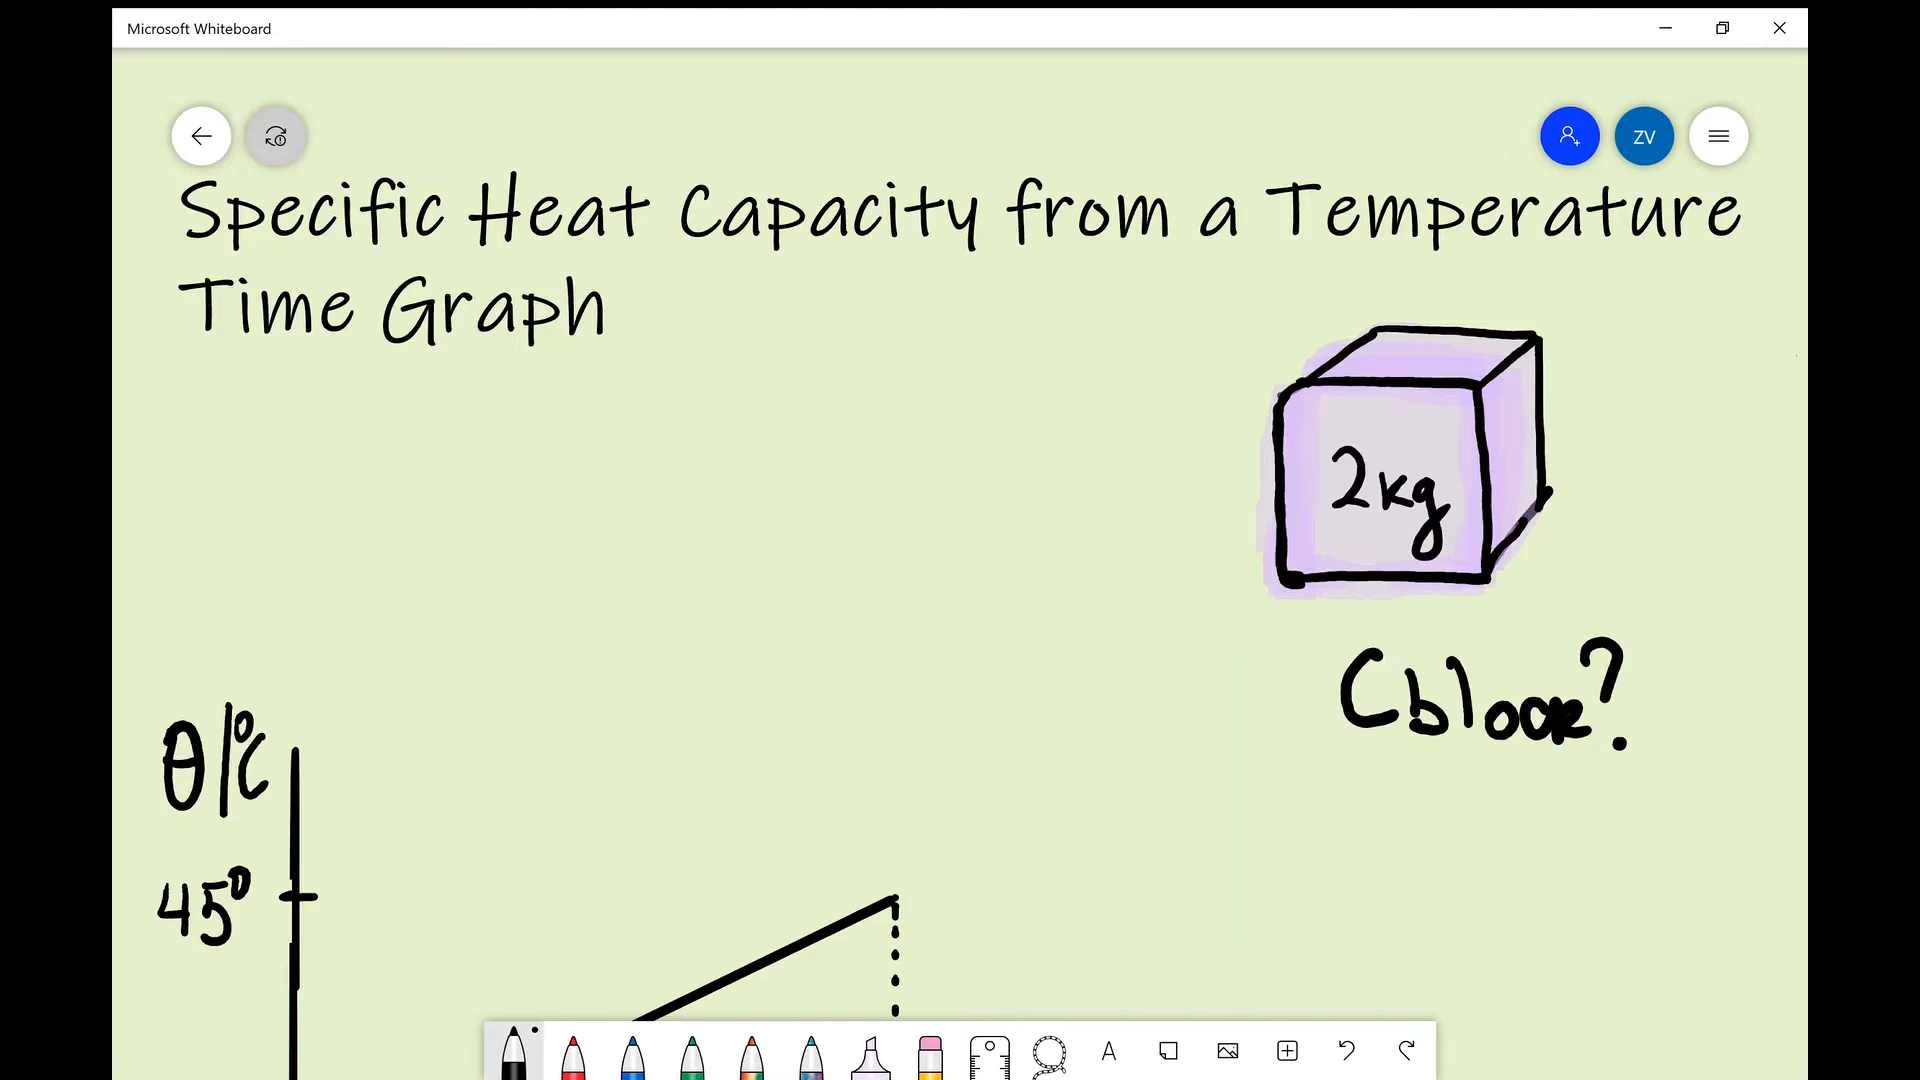 Microsoft Whiteboard
ZV
Specific Heat Capacity from a Temperature
Time Graph
2kg
Cblock?
θ/°C
45°
A